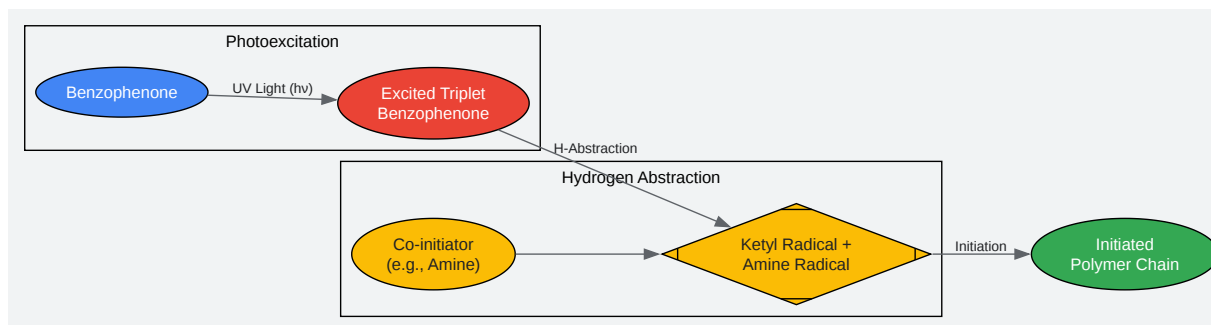 Photoexcitation
Benzophenone
UV Light (hν)
Excited Triplet
Benzophenone
H-Abstraction
Hydrogen Abstraction
Co-initiator
(e.g., Amine)
Ketyl Radical +
Amine Radical
Initiation
Initiated
Polymer Chain